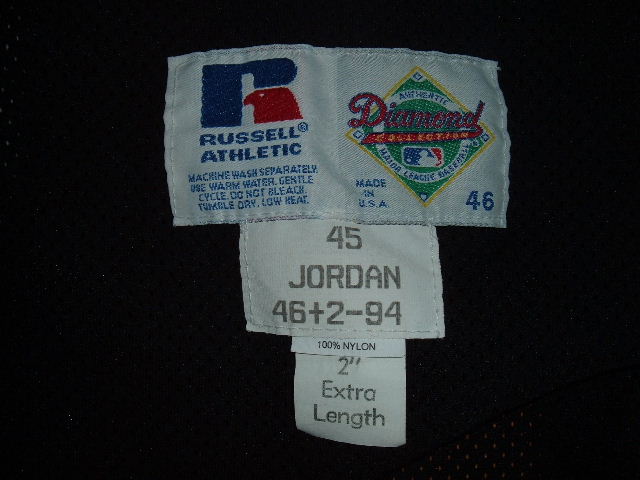 RUSSELL®
ATHLETIC
MACHINE WASH SEPARATELY.
USE WARM WATER. GENTLE
CYCLE. DO NOT BLEACH.
TUMBLE DRY. LOW HEAT.
AUTHENTIC
Diamond
COLLECTION
MAJOR LEAGUE BASEBALL
MADE
IN
U.S.A.
46
45
JORDAN
46+2-94
100% NYLON
2"
Extra
Length